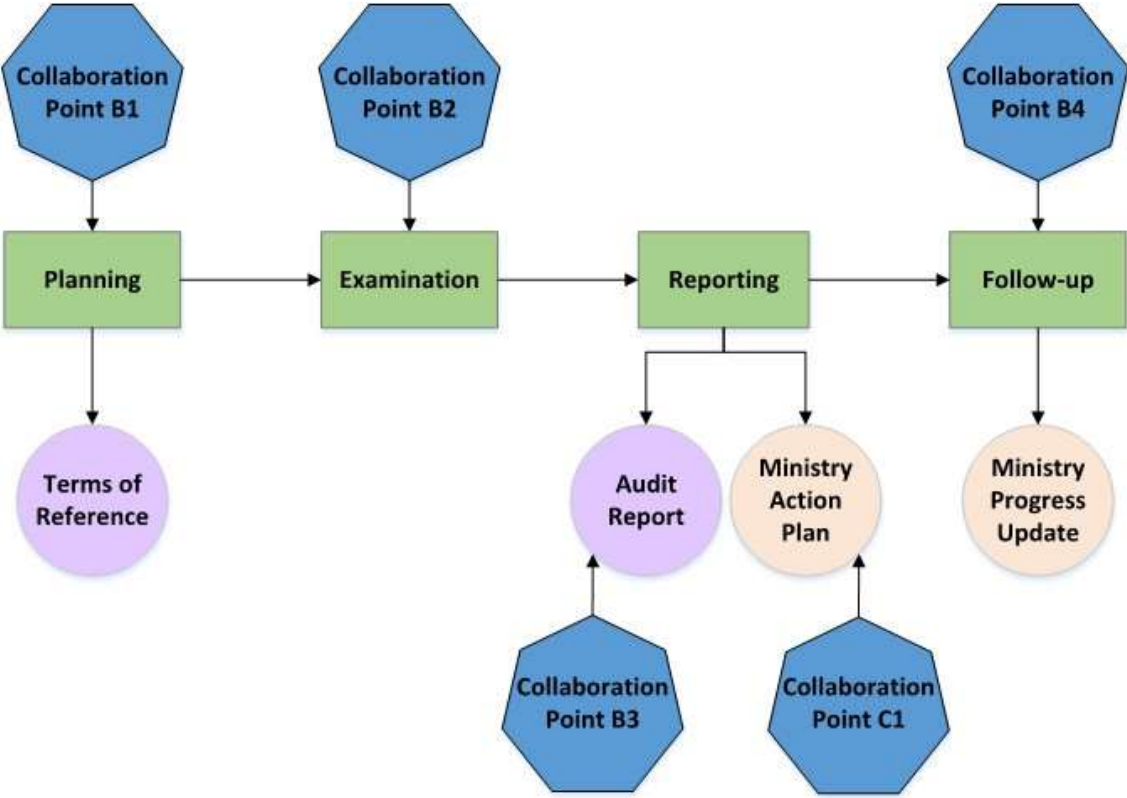 Collaboration
Point B1
Collaboration
Point B2
Collaboration
Point B4
Planning
Examination
Reporting
Follow-up
Terms of
Reference
Audit
Report
Ministry
Action
Plan
Ministry
Progress
Update
Collaboration
Point B3
Collaboration
Point C1